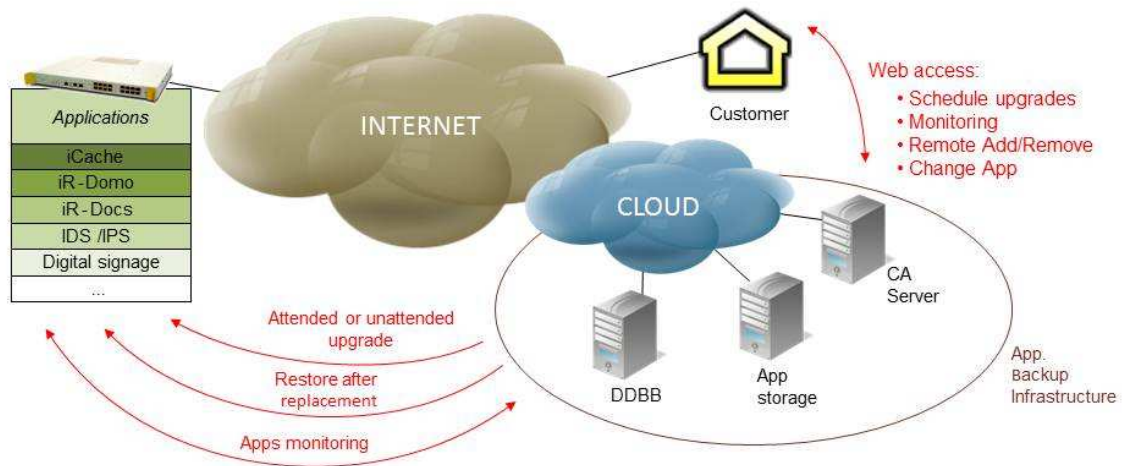 Applications
iCache
iR-Domo
iR-Docs
IDS /IPS
Digital signage
...
INTERNET
Customer
Web access:
• Schedule upgrades
• Monitoring
• Remote Add/Remove
• Change App
CLOUD
CA
Server
App
storage
DDBB
App.
Backup
Infrastructure
Attended or unattended
upgrade
Restore after
replacement
Apps monitoring